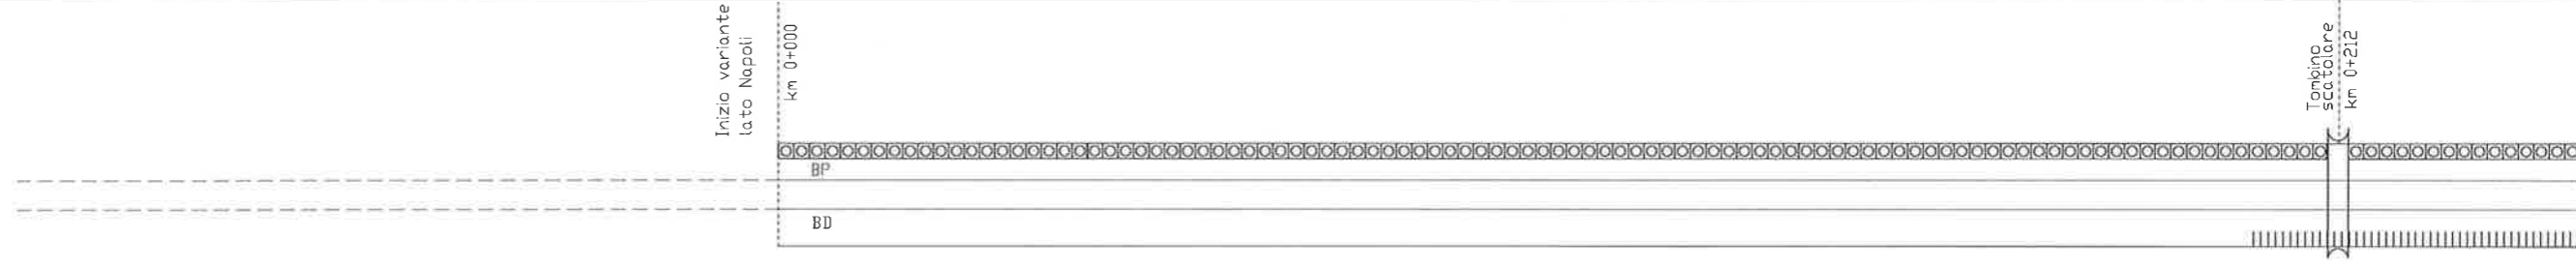 Inizio variante
lato Napoli
km 0+000
Tombino
scatolare
km 0+212
BP
BD